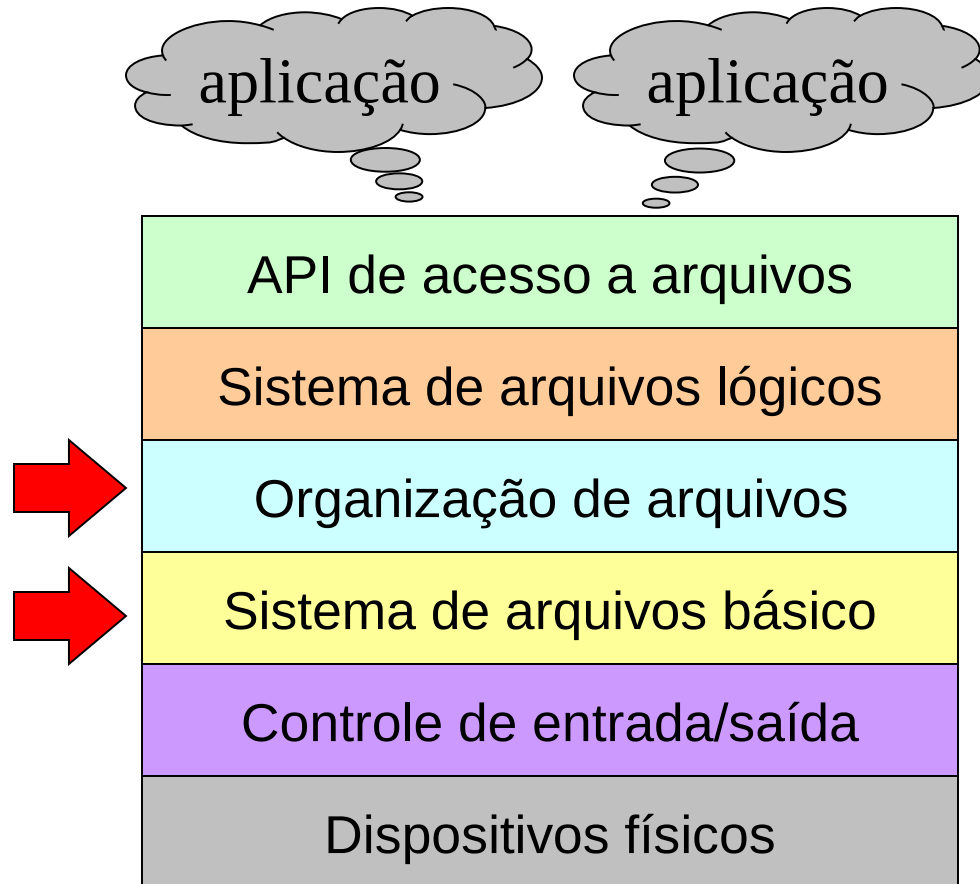 aplicação
aplicação
API de acesso a arquivos
Sistema de arquivos lógicos
Organização de arquivos
Sistema de arquivos básico
Controle de entrada/saída
Dispositivos físicos